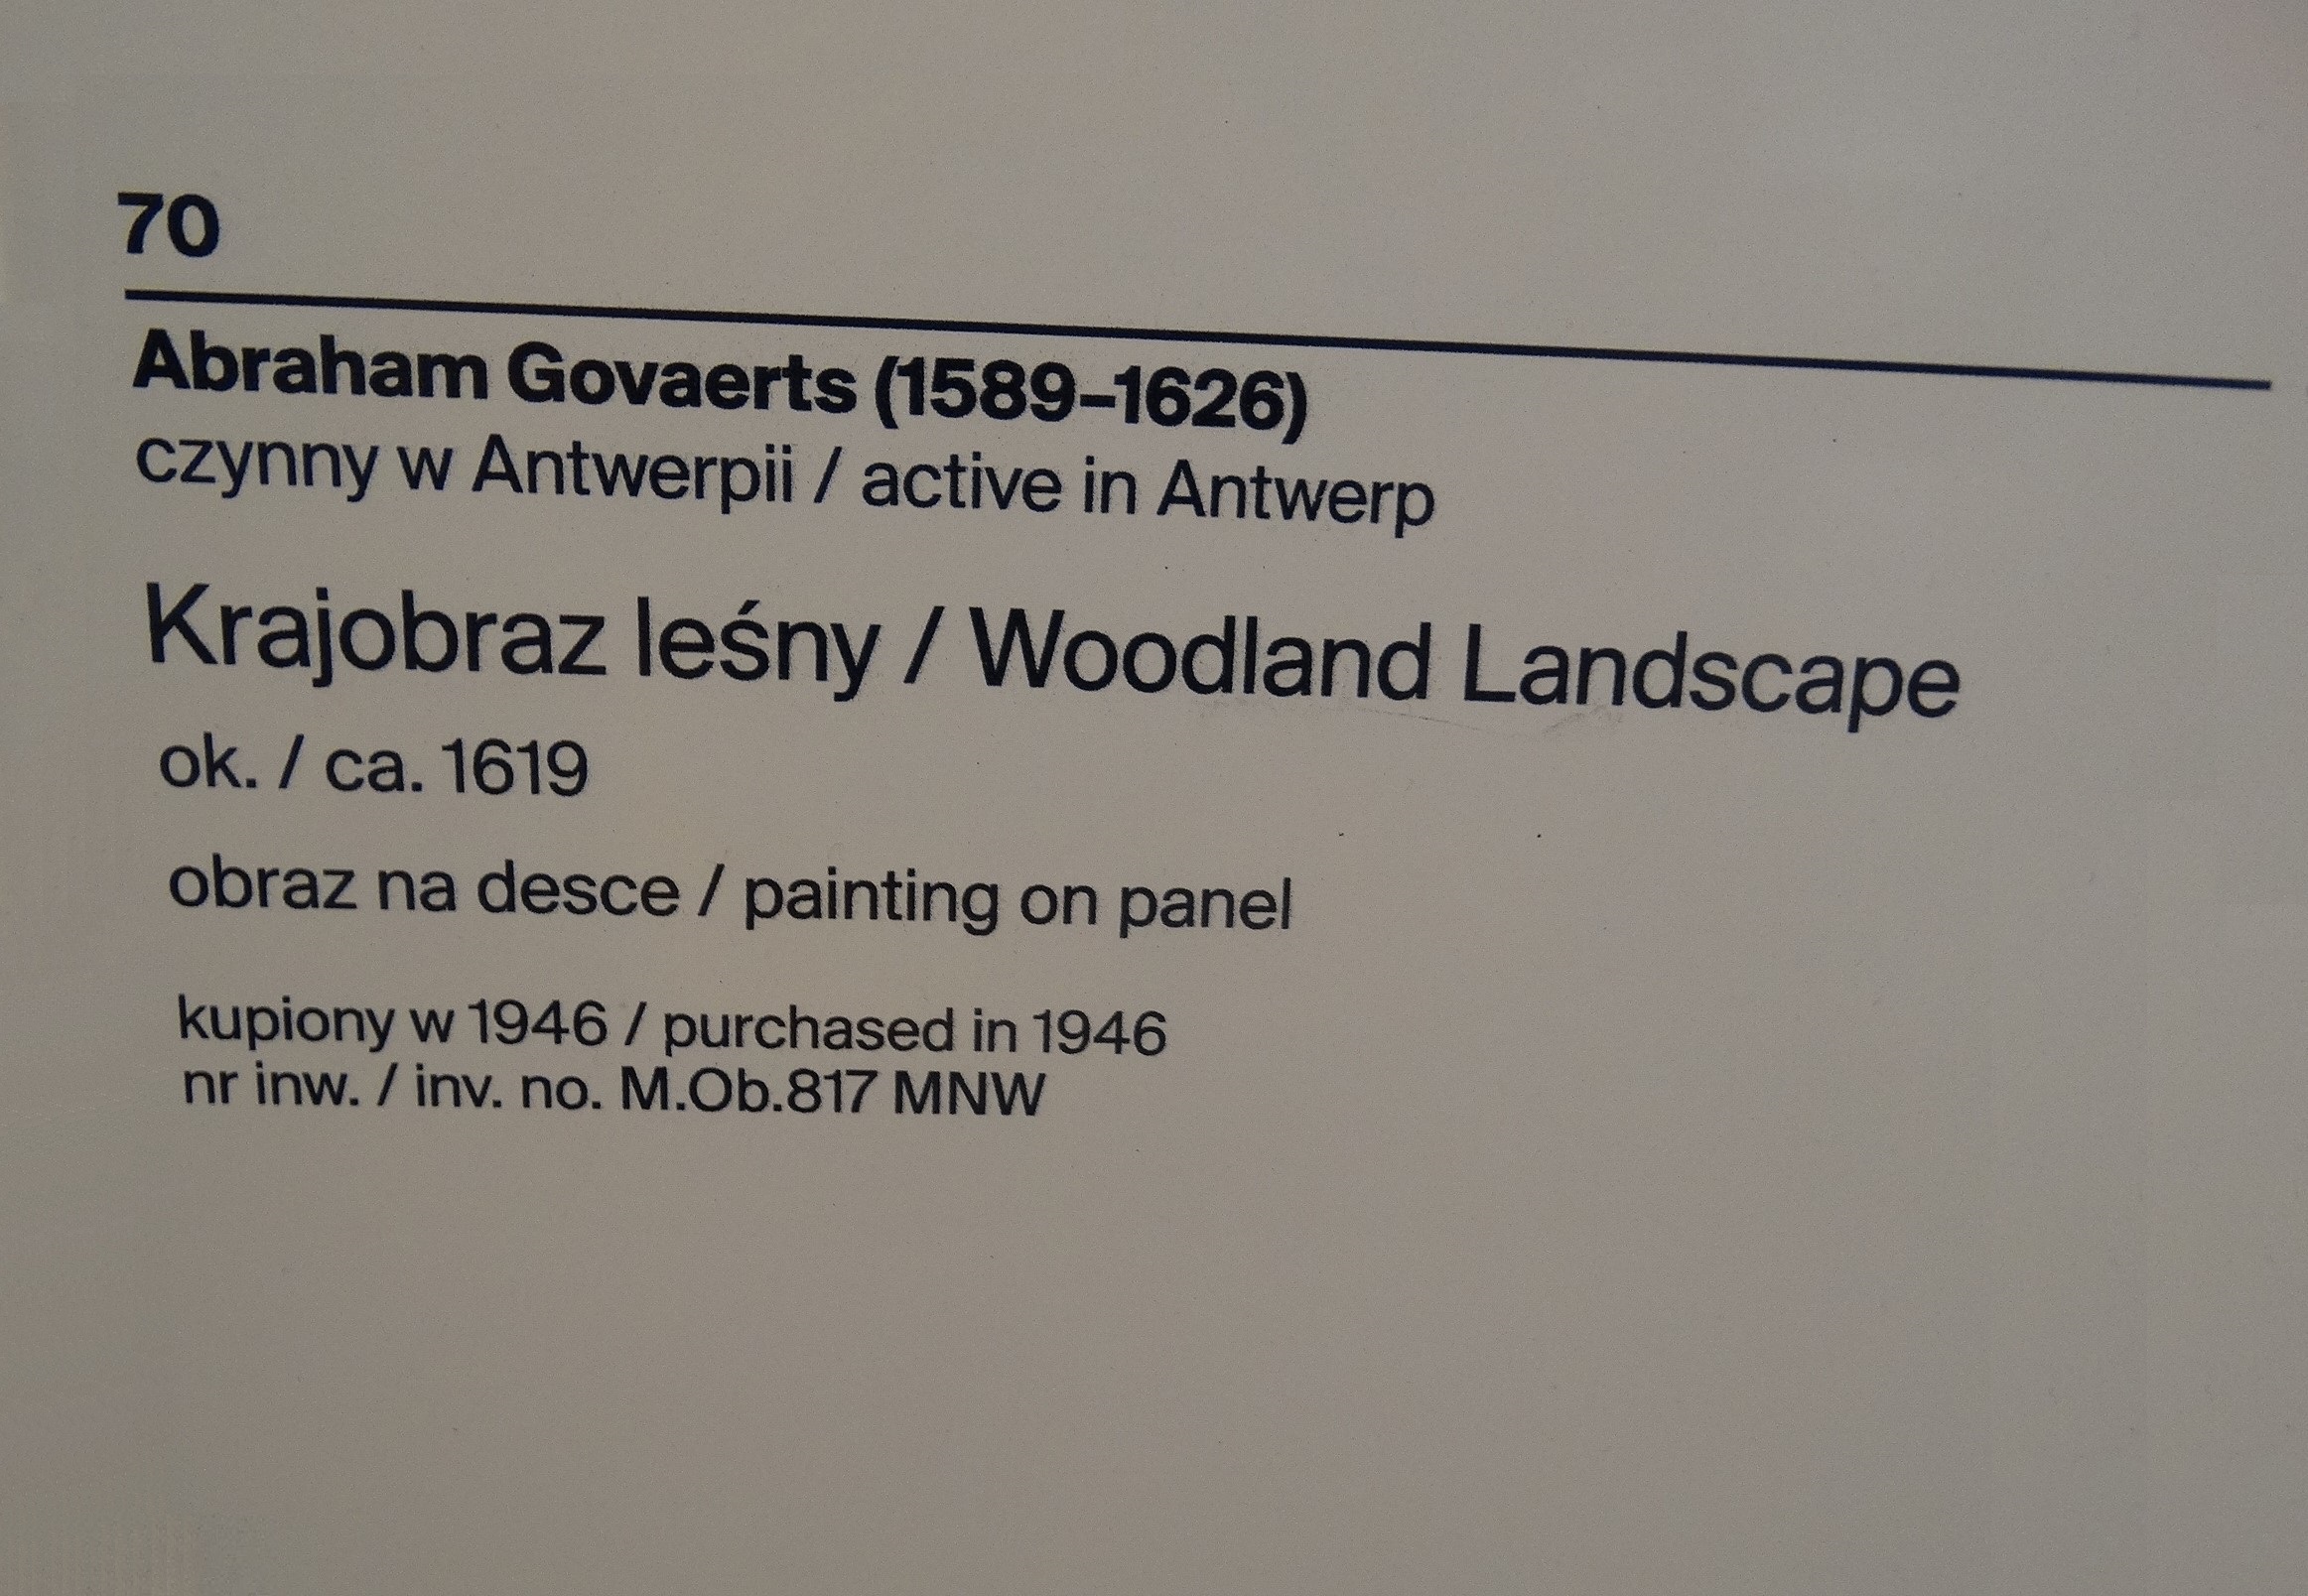 70
Abraham Govaerts (1589–1626)
czynny w Antwerpii / active in Antwerp
Krajobraz leśny / Woodland Landscape
ok. / ca. 1619
obraz na desce / painting on panel
kupiony w 1946 / purchased in 1946
nr inw. / inv. no. M.Ob.817 MNW